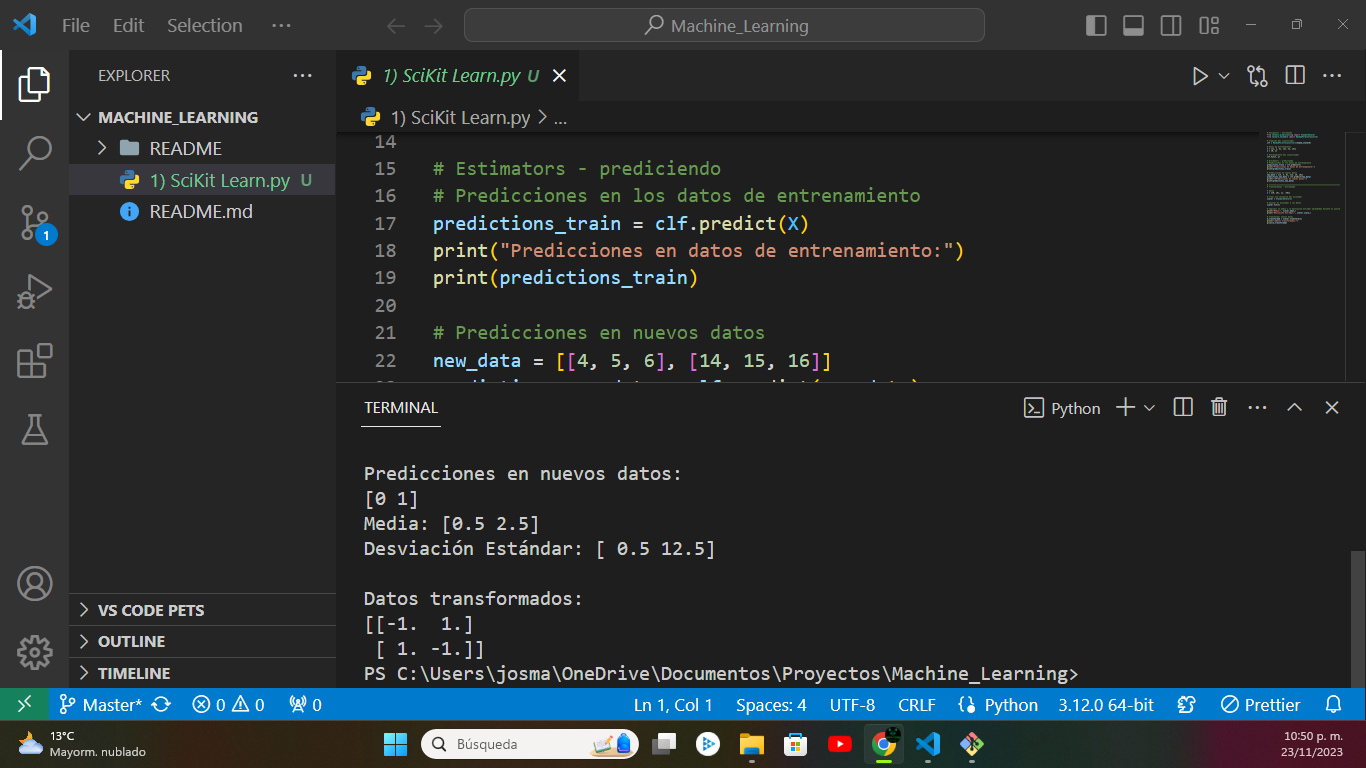 File Edit Selection ···
Machine_Learning
EXPLORER
MACHINE_LEARNING
README
1) SciKit Learn.py U
README.md
VS CODE PETS
OUTLINE
TIMELINE
1
1) SciKit Learn.py U
1) SciKit Learn.py > ...
14
15 # Estimators - prediciendo
16 # Predicciones en los datos de entrenamiento
17 predictions_train = clf.predict(X)
18 print("Predicciones en datos de entrenamiento:")
19 print(predictions_train)
20
21 # Predicciones en nuevos datos
22 new_data = [[4, 5, 6], [14, 15, 16]]
TERMINAL
Python
Predicciones en nuevos datos:
[0 1]
Media: [0.5 2.5]
Desviación Estándar: [ 0.5 12.5]
Datos transformados:
[[-1.  1.]
 [ 1. -1.]]
PS C:\Users\josma\OneDrive\Documentos\Proyectos\Machine_Learning>
Master* 0 0 0 Ln 1, Col 1 Spaces: 4 UTF-8 CRLF Python 3.12.0 64-bit Prettier
13°C
Mayorm. nublado
Búsqueda
10:50 p. m.
23/11/2023